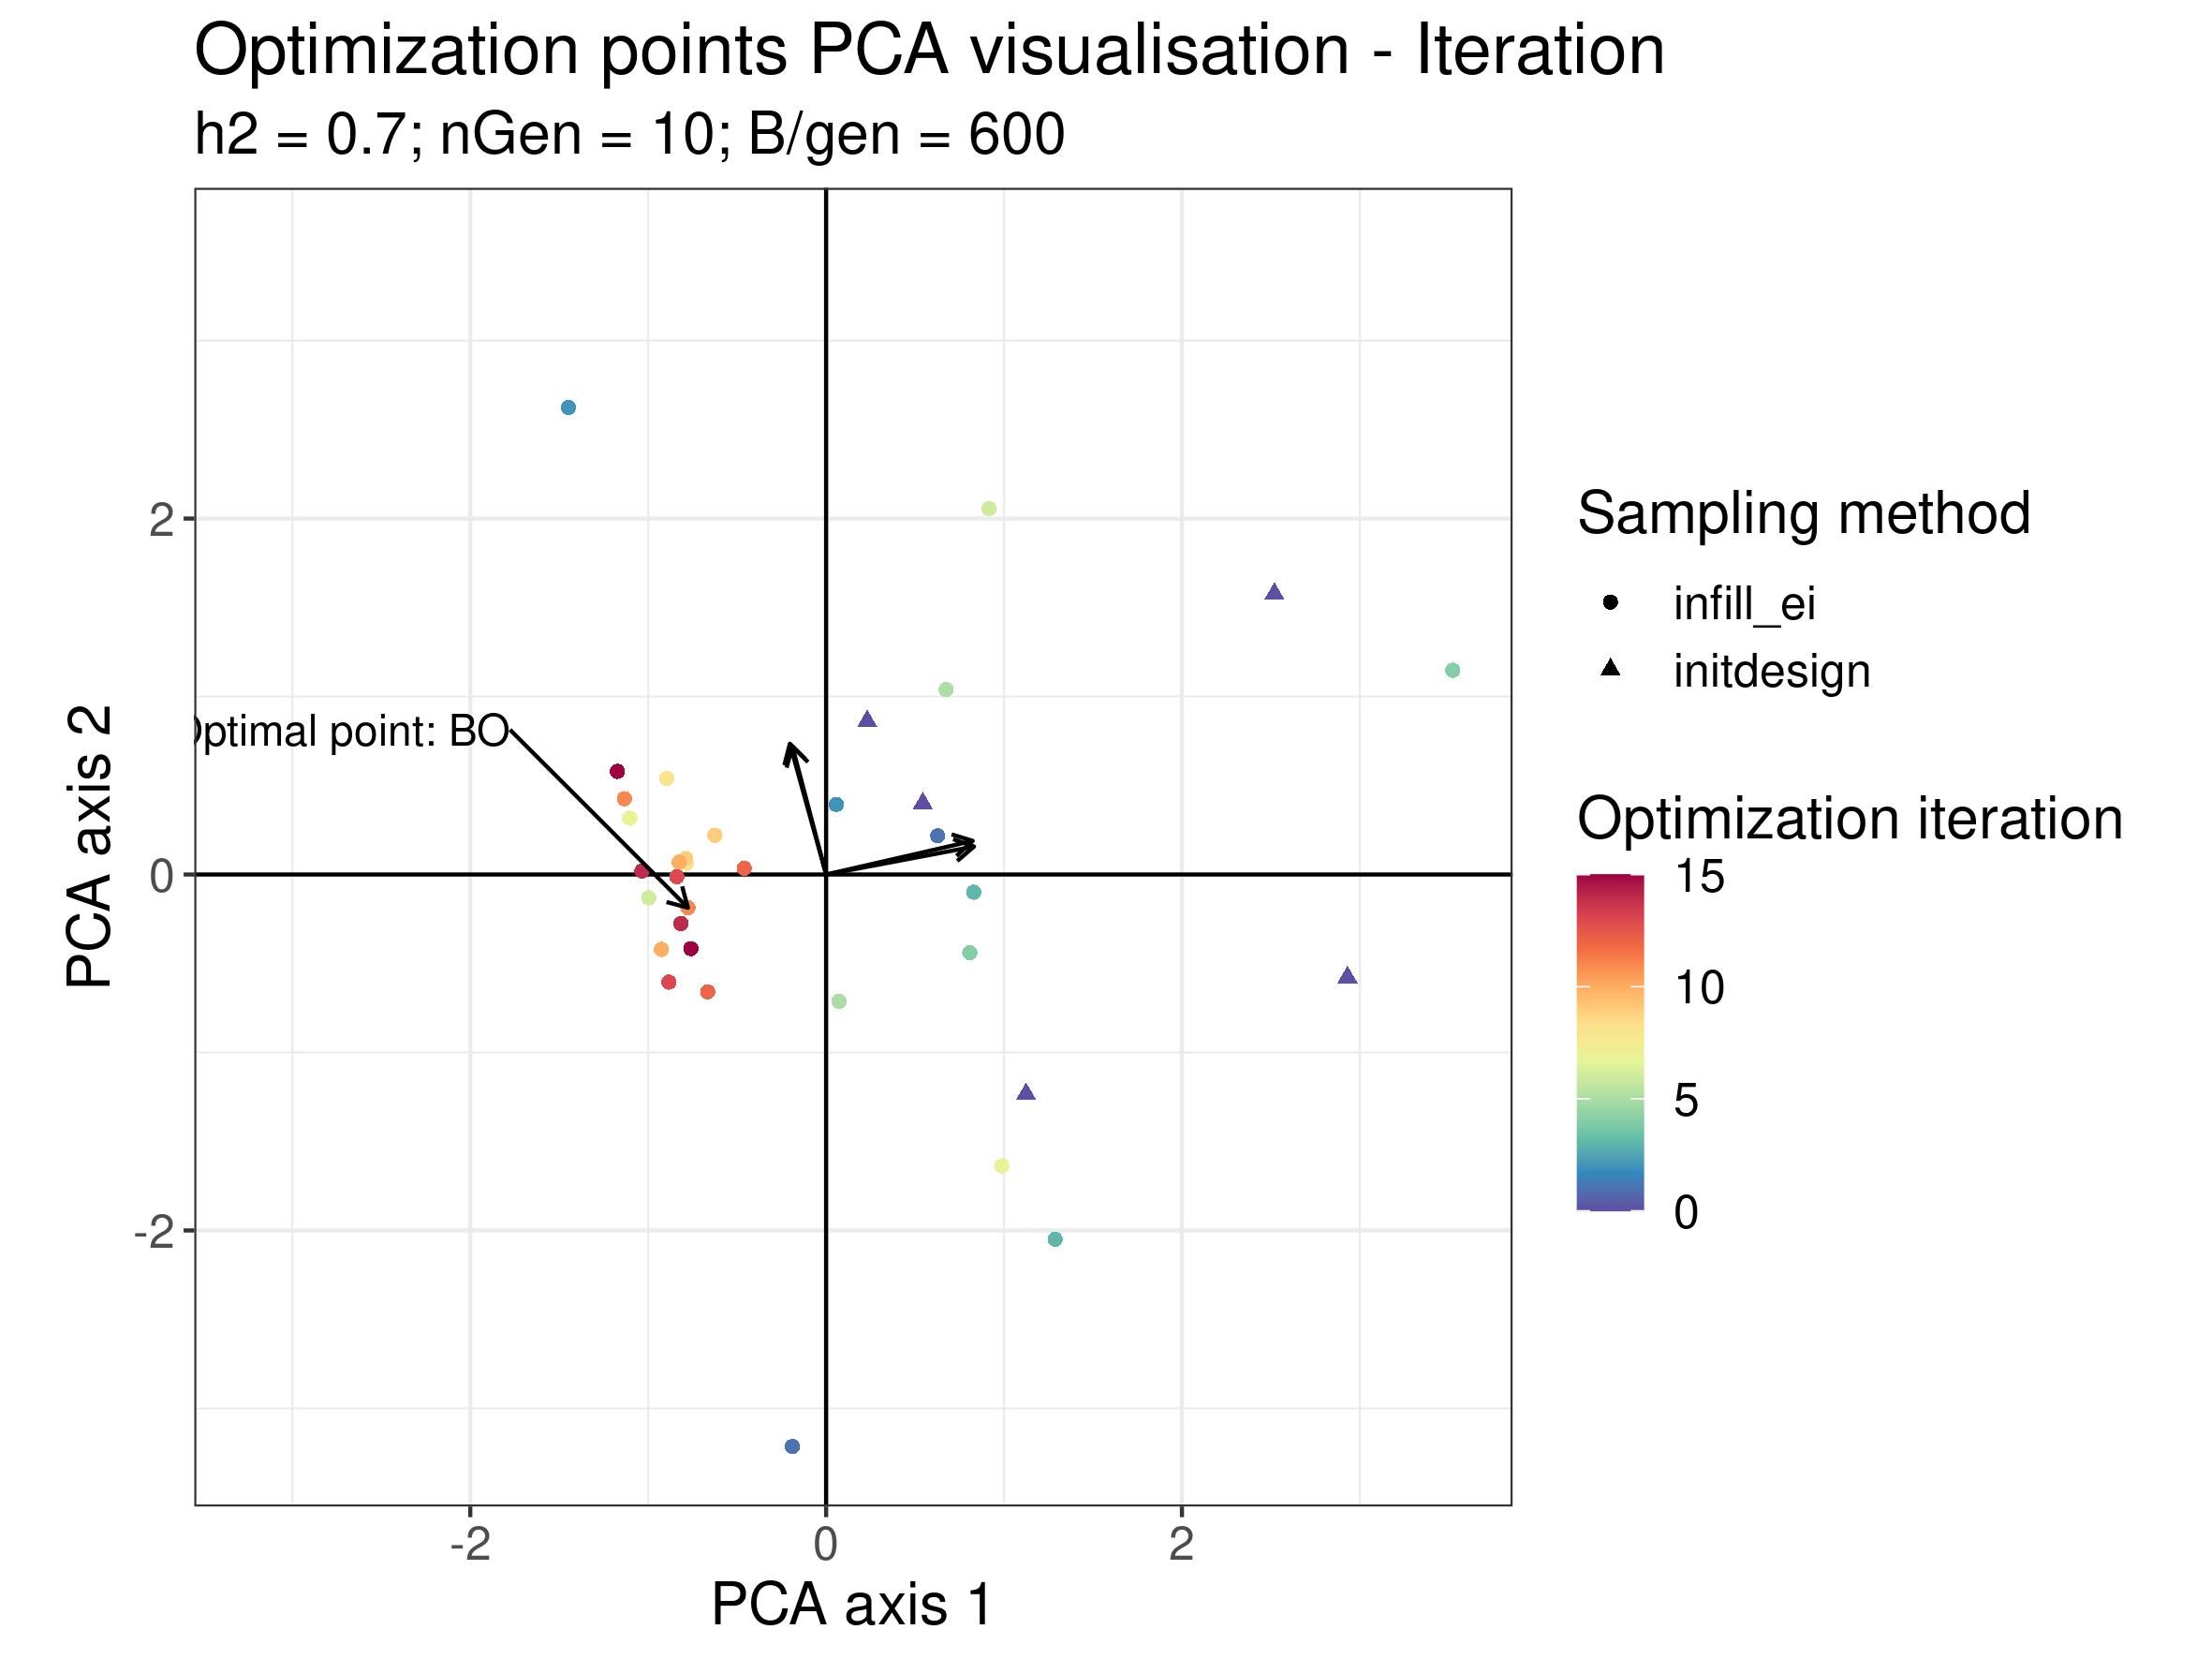 Optimization points PCA visualisation - Iteration
h2 = 0.7; nGen = 10; B/gen = 600
PCA axis 2
2
0
-2
Optimal point: BO
-2
0
2
PCA axis 1
Sampling method
infill_ei
initdesign
Optimization iteration
15
10
5
0